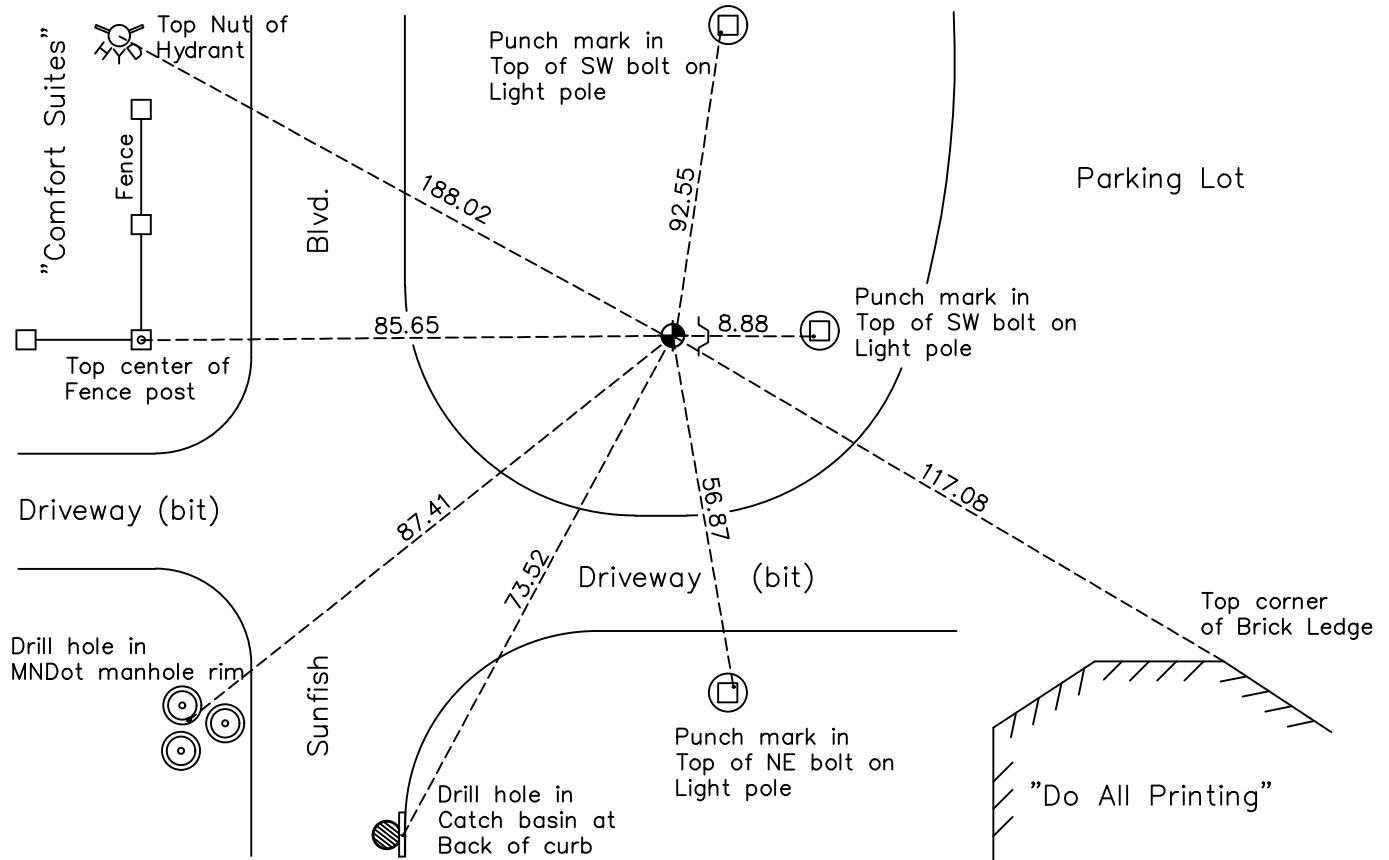 Top Nut of
Hydrant
HYD
"Comfort Suites"
Fence
Punch mark in
Top of SW bolt on
Light pole
188.02
92.55
Blvd.
Parking Lot
85.65
8.88
Punch mark in
Top of SW bolt on
Light pole
Top center of
Fence post
Driveway (bit)
87.41
73.52
56.87
117.08
Driveway (bit)
Top corner
of Brick Ledge
Drill hole in
MNDot manhole rim
Sunfish
Punch mark in
Top of NE bolt on
Light pole
Drill hole in
Catch basin at
Back of curb
"Do All Printing"